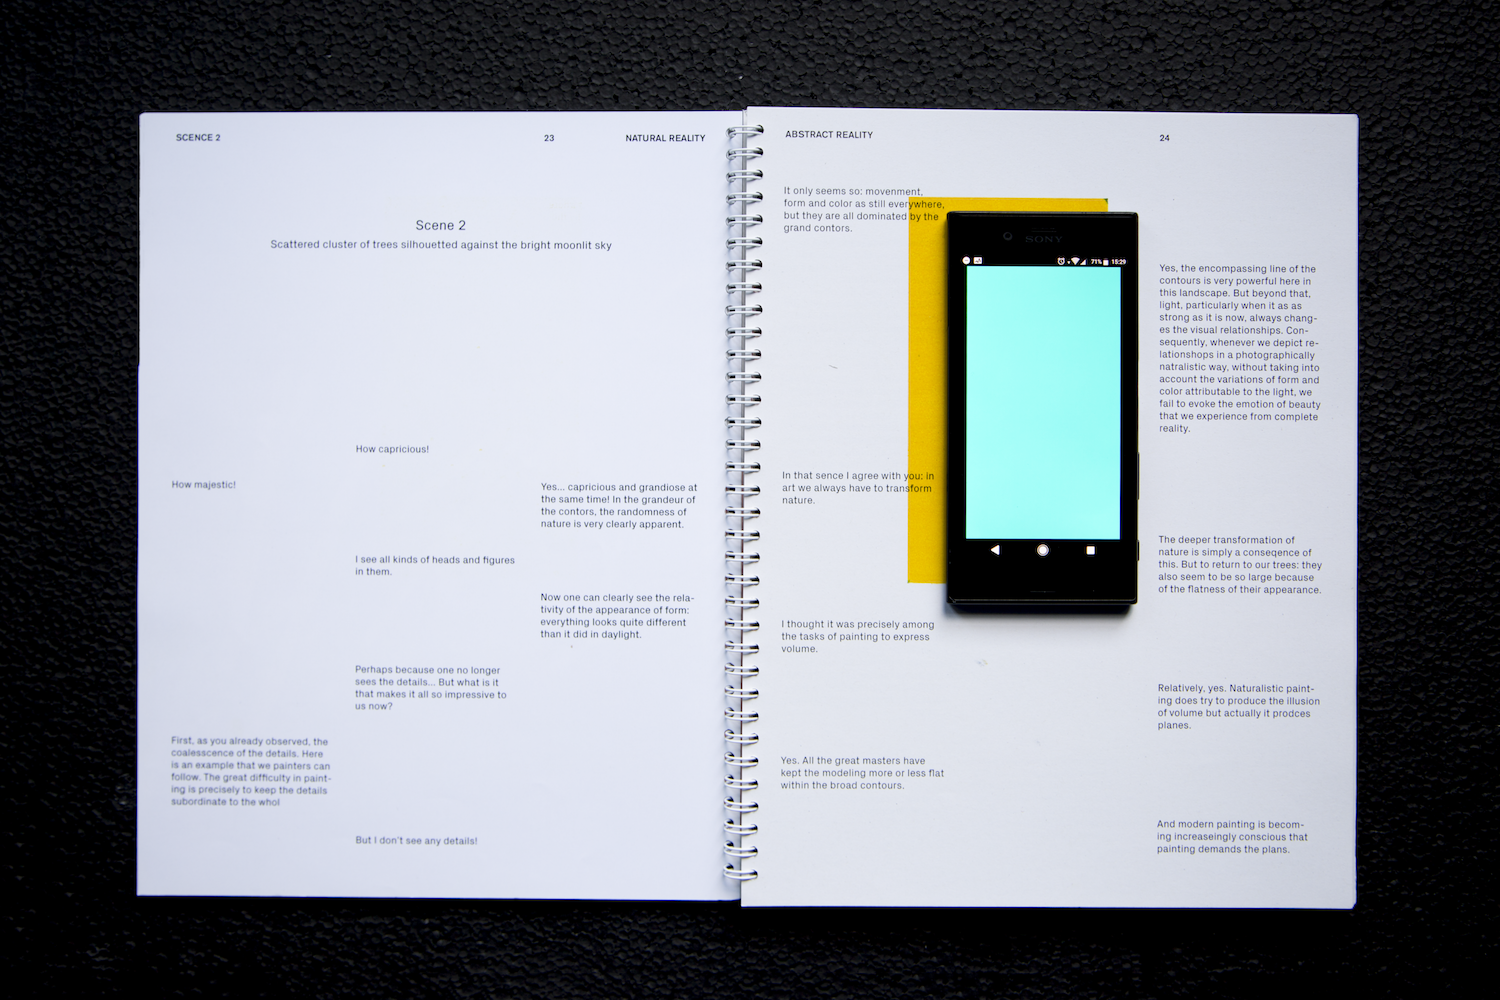 SCENCE 2
23
NATURAL REALITY
Scene 2
Scattered cluster of trees silhouetted against the bright moonlit sky
How capricious!
How majestic!
Yes... capricious and grandiose at
the same time! In the grandeur of
the contors, the randomness of
nature is very clearly apparent.
I see all kinds of heads and figures
in them.
Now one can clearly see the rela-
tivity of the appearance of form:
everything looks quite different
than it did in daylight.
Perhaps because one no longer
sees the details... But what is it
that makes it all so impressive to
us now?
First, as you already observed, the
coalesscence of the details. Here
is an example that we painters can
follow. The great difficulty in paint-
ing is precisely to keep the details
subordinate to the whol
But I don't see any details!
ABSTRACT REALITY
24
It only seems so: movenment,
form and color as still everywhere,
but they are all dominated by the
grand contors.
SONY
71% 15:29
Yes, the encompassing line of the
contours is very powerful here in
this landscape. But beyond that,
light, particularly when it as as
strong as it is now, always chang-
es the visual relationships. Con-
sequently, whenever we depict re-
lationshops in a photographically
natralistic way, without taking into
account the variations of form and
color attributable to the light, we
fail to evoke the emotion of beauty
that we experience from complete
reality.
In that sence I agree with you: in
art we always have to transform
nature.
The deeper transformation of
nature is simply a conseqence of
this. But to return to our trees: they
also seem to be so large because
of the flatness of their appearance.
I thought it was precisely among
the tasks of painting to express
volume.
Relatively, yes. Naturalistic paint-
ing does try to produce the illusion
of volume but actually it prodces
planes.
Yes. All the great masters have
kept the modeling more or less flat
within the broad contours.
And modern painting is becom-
ing increaseingly conscious that
painting demands the plans.